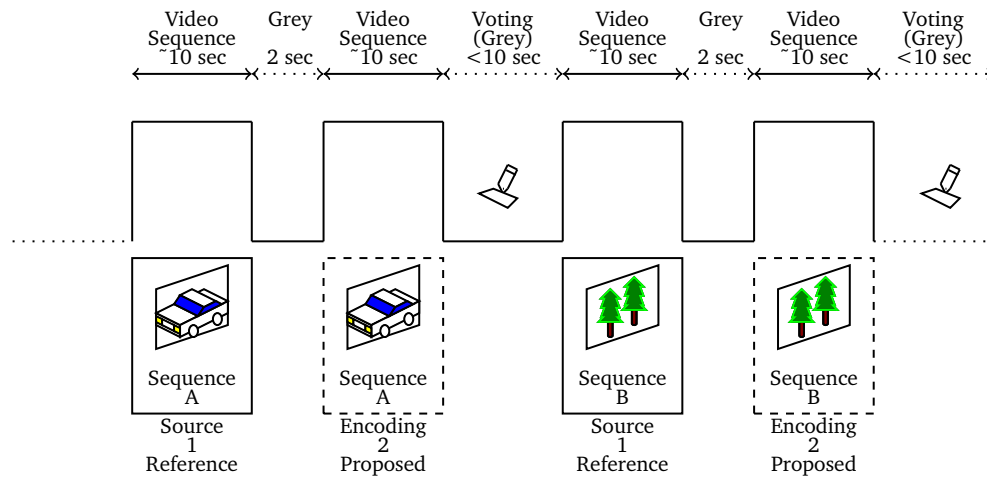 Video
Sequence
~10 sec
Grey
2 sec
Video
Sequence
~10 sec
Voting
(Grey)
<10 sec
Video
Sequence
~10 sec
Grey
2 sec
Video
Sequence
~10 sec
Voting
(Grey)
<10 sec
Sequence
A
Source
1
Reference
Sequence
A
Encoding
2
Proposed
Sequence
B
Source
1
Reference
Sequence
B
Encoding
2
Proposed